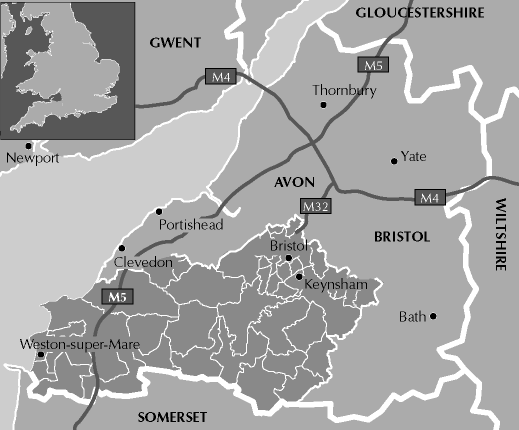 GLOUCESTERSHIRE
GWENT
M5
M4
Thornbury
Newport
Yate
AVON
M4
M32
Portishead
WILTSHIRE
BRISTOL
Bristol
Clevedon
Keynsham
M5
Bath
Weston-super-Mare
SOMERSET